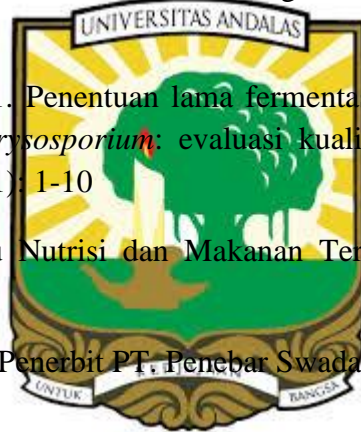 UNIVERSITAS ANDALAS
. Penentuan lama fermenta
rysosporium: evaluasi kuali
): 1-10
Nutrisi dan Makanan Ter
Penerbit PT. Penebar Swada
UNTUK KEDJAJAAN BANGSA